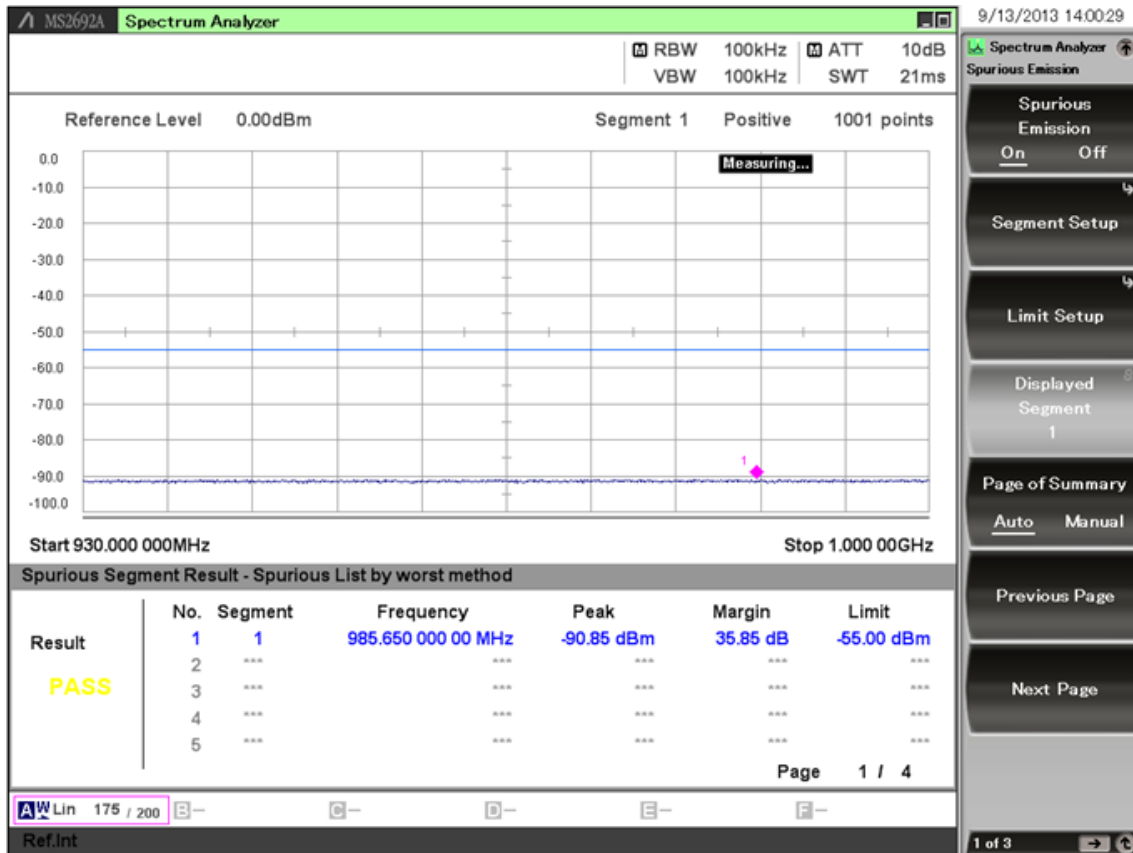 MS2692A Spectrum Analyzer
9/13/2013 14:00:29
M RBW 100kHz M ATT 10dB
VBW 100kHz SWT 21ms
Reference Level 0.00dBm Segment 1 Positive 1001 points
Measuring...
0.0
-10.0
-20.0
-30.0
-40.0
-50.0
-60.0
-70.0
-80.0
-90.0
-100.0
1
Start 930.000 000MHz Stop 1.000 00GHz
Spurious Segment Result - Spurious List by worst method
No. Segment Frequency Peak Margin Limit
Result
PASS
1 1 985.650 000 00 MHz -90.85 dBm 35.85 dB -55.00 dBm
2 *** *** *** *** ***
3 *** *** *** *** ***
4 *** *** *** *** ***
5 *** *** *** *** ***
Page 1 / 4
A W Lin 175 / 200 B- C- D- E- F-
Ref.Int
Spectrum Analyzer
Spurious Emission
Spurious
Emission
On Off
Segment Setup
Limit Setup
Displayed
Segment
1
Page of Summary
Auto Manual
Previous Page
Next Page
1 of 3